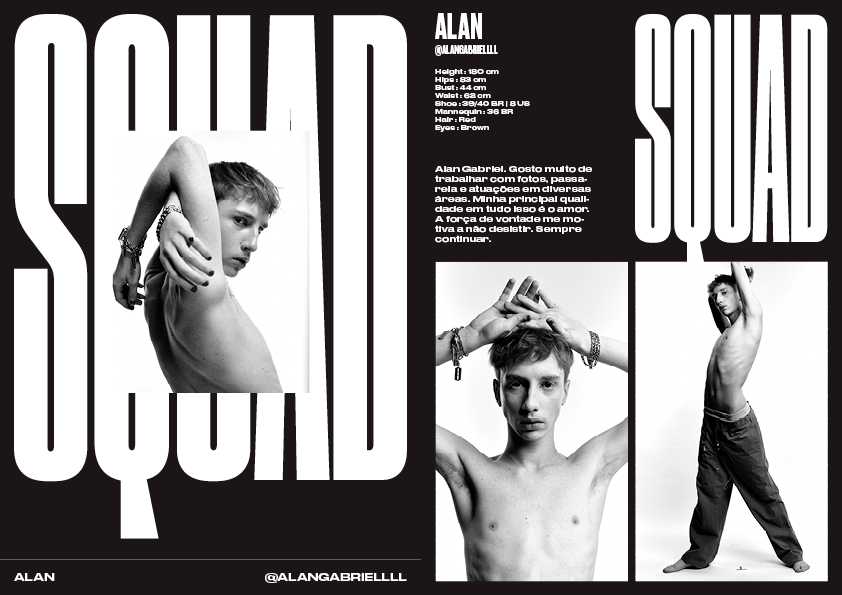 SQUAD
ALAN
@ALANGABRIELLLL
ALAN
@ALANGABRIELLLL
Height: 180 cm
Hips: 83 cm
Bust: 44 cm
Waist: 62 cm
Shoe: 39/40 BR | 8 US
Mannequin: 36 BR
Hair: Red
Eyes: Brown
Alan Gabriel. Gosto muito de
trabalhar com fotos, passa-
rela e atuações em diversas
áreas. Minha principal quali-
dade em tudo isso é o amor.
A força de vontade me mo-
tiva a não desistir. Sempre
continuar.
SQUAD